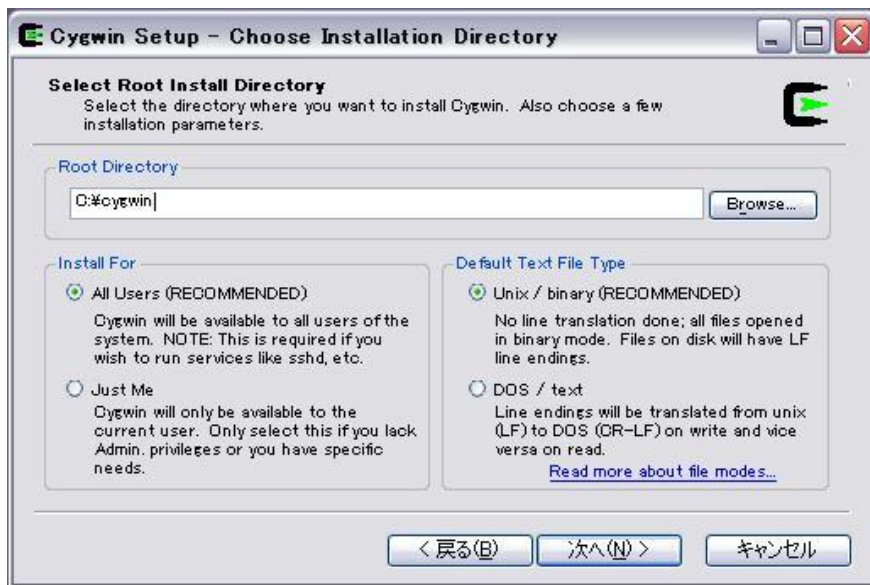 Cygwin Setup - Choose Installation Directory
Select Root Install Directory
Select the directory where you want to install Cygwin. Also choose a few
installation parameters.
Root Directory
C:¥cygwin
Browse...
Install For
All Users (RECOMMENDED)
Cygwin will be available to all users of the
system. NOTE: This is required if you
wish to run services like sshd, etc.
Just Me
Cygwin will only be available to the
current user. Only select this if you lack
Admin. privileges or you have specific
needs.
Default Text File Type
Unix / binary (RECOMMENDED)
No line translation done; all files opened
in binary mode. Files on disk will have LF
line endings.
DOS / text
Line endings will be translated from unix
(LF) to DOS (CR-LF) on write and vice
versa on read.
Read more about file modes...
< 戻る(B)
次へ(N) >
キャンセル